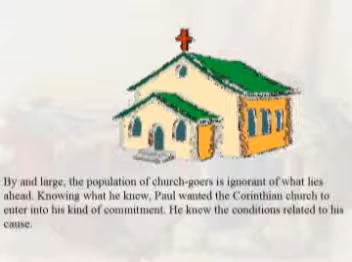 By and large, the population of church-goers is ignorant of what lies
ahead. Knowing what he knew, Paul wanted the Corinthian church to
enter into his kind of commitment. He knew the conditions related to his
cause.